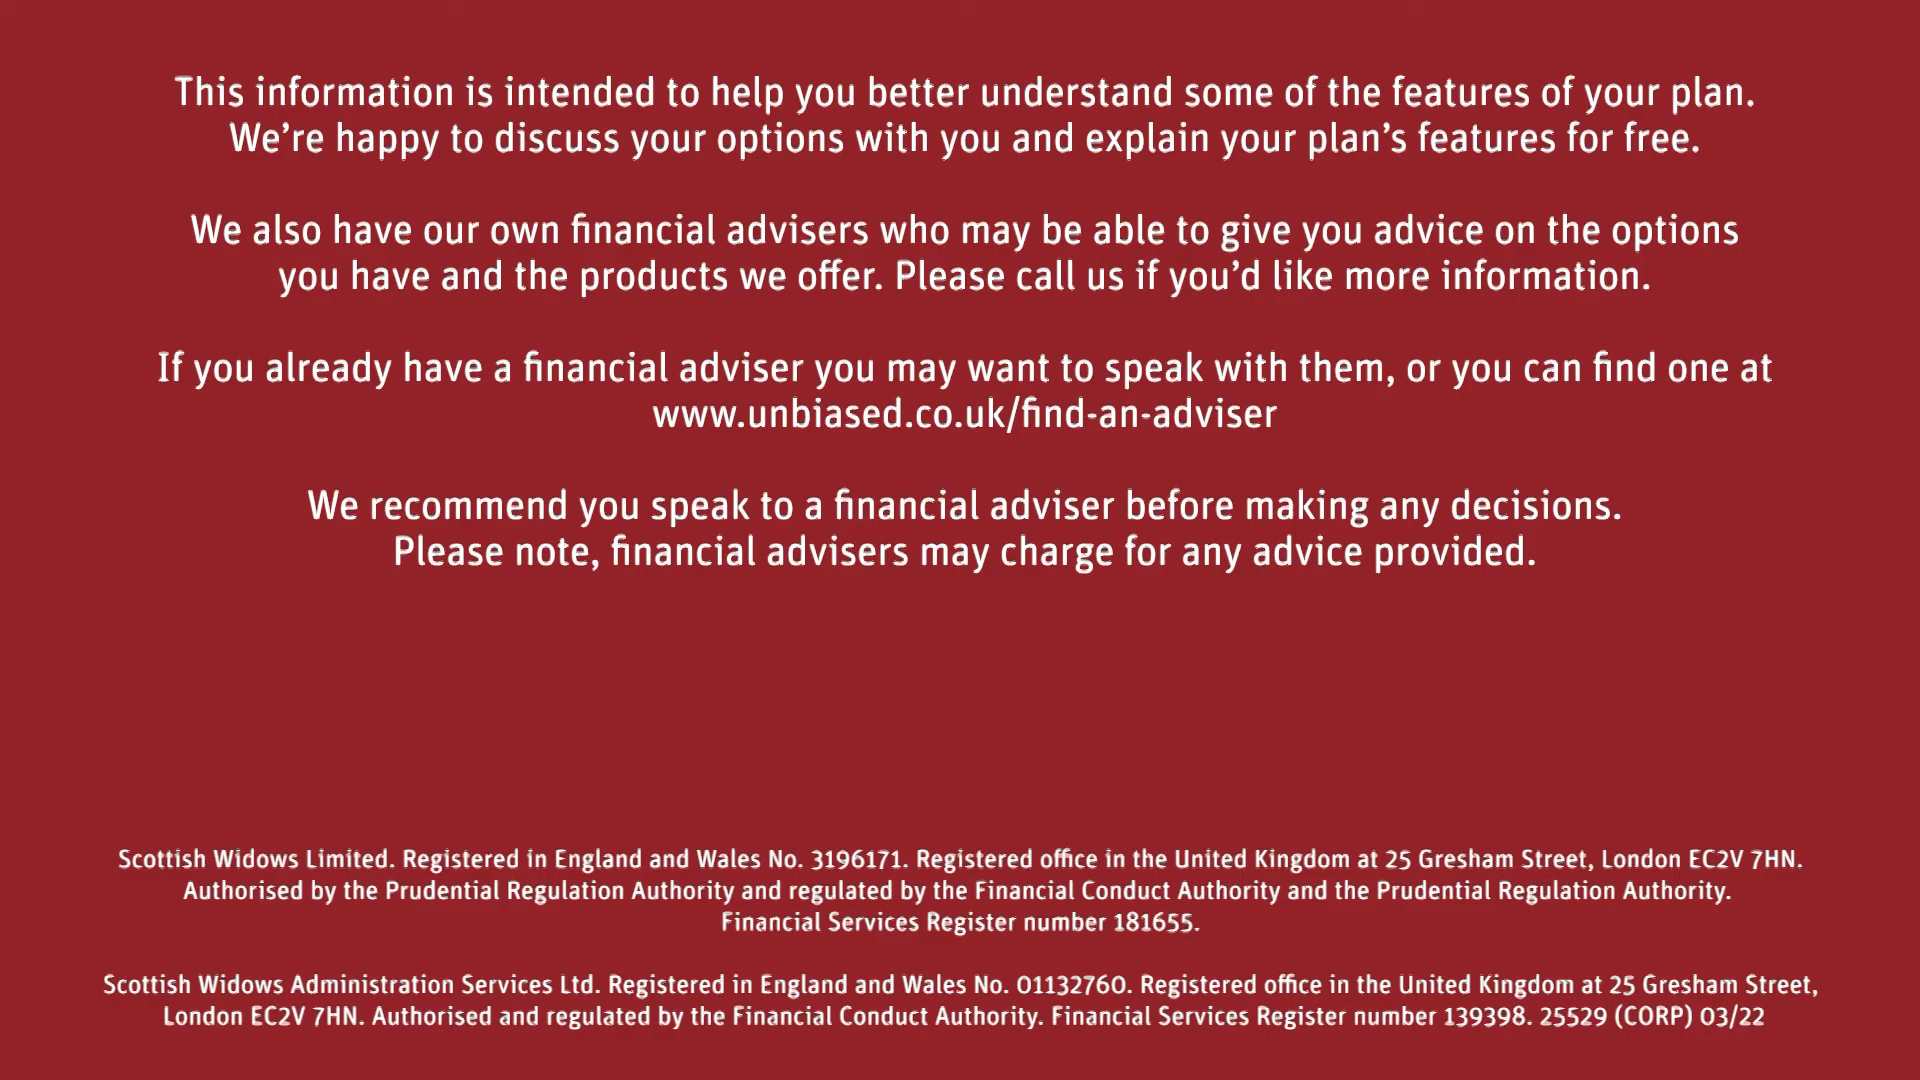 This information is intended to help you better understand some of the features of your plan.
We’re happy to discuss your options with you and explain your plan’s features for free.
We also have our own financial advisers who may be able to give you advice on the options
you have and the products we offer. Please call us if you’d like more information.
If you already have a financial adviser you may want to speak with them, or you can find one at
www.unbiased.co.uk/find-an-adviser
We recommend you speak to a financial adviser before making any decisions.
Please note, financial advisers may charge for any advice provided.
Scottish Widows Limited. Registered in England and Wales No. 3196171. Registered office in the United Kingdom at 25 Gresham Street, London EC2V 7HN.
Authorised by the Prudential Regulation Authority and regulated by the Financial Conduct Authority and the Prudential Regulation Authority.
Financial Services Register number 181655.
Scottish Widows Administration Services Ltd. Registered in England and Wales No. 01132760. Registered office in the United Kingdom at 25 Gresham Street,
London EC2V 7HN. Authorised and regulated by the Financial Conduct Authority. Financial Services Register number 139398. 25529 (CORP) 03/22